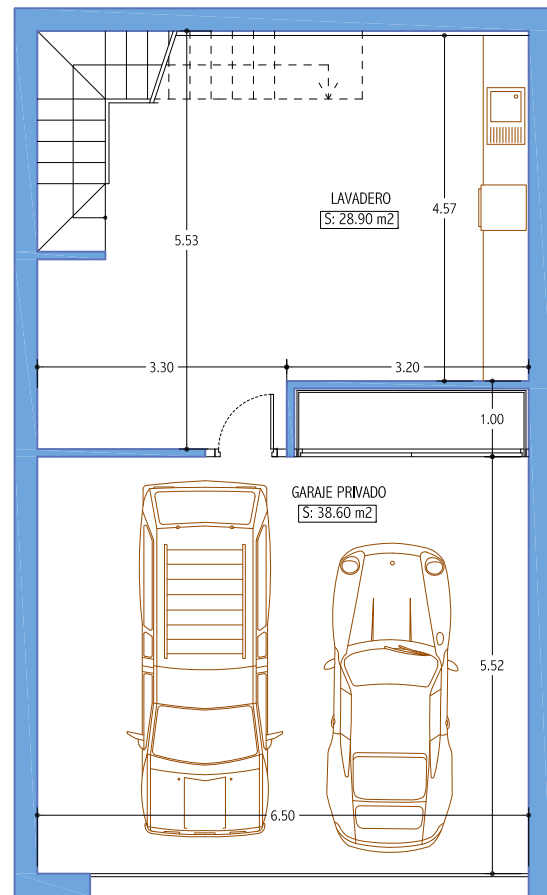 LAVADERO
S: 28.90 m2
4.57
5.53
3.30
3.20
1.00
GARAJE PRIVADO
S: 38.60 m2
5.52
6.50